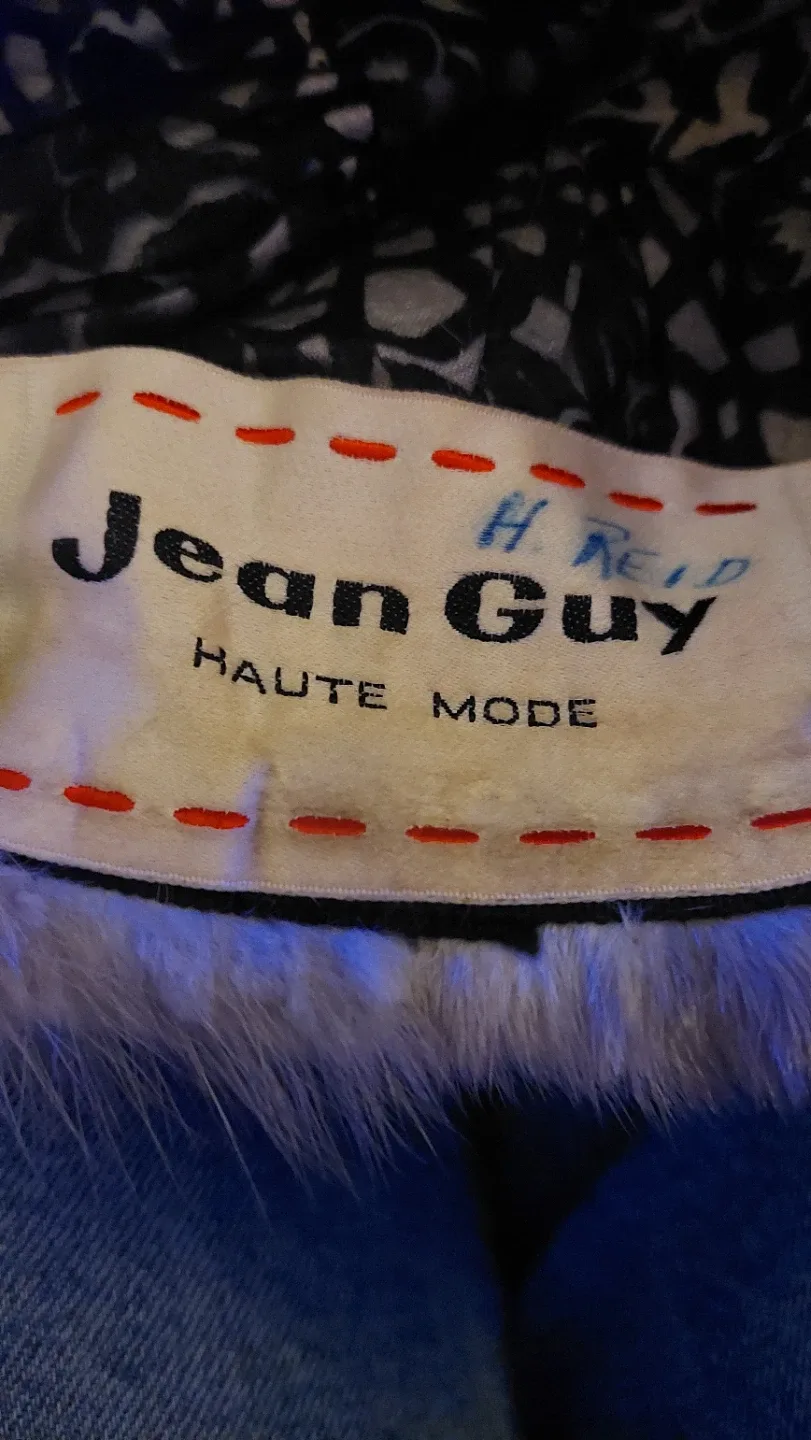 H. REID
Jean Guy
HAUTE MODE